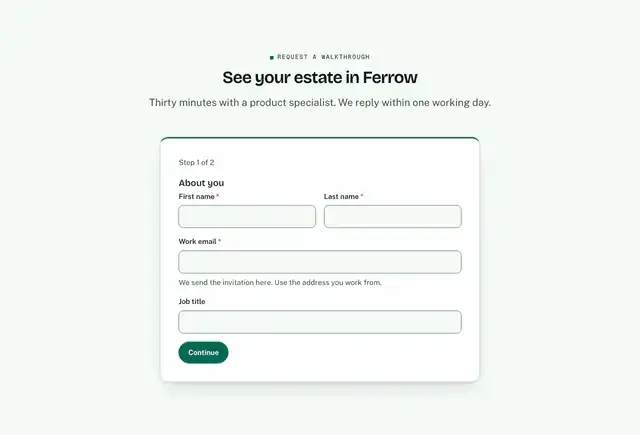 REQUEST A WALKTHROUGH
See your estate in Ferrow
Thirty minutes with a product specialist. We reply within one working day.
Step 1 of 2
About you
First name *
Last name *
Work email *
We send the invitation here. Use the address you work from.
Job title
Continue